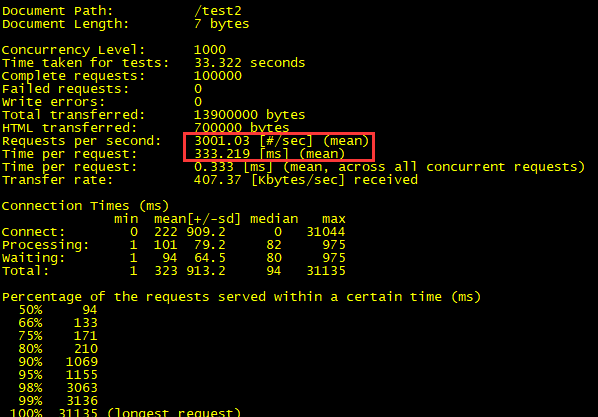 Document Path: /test2
Document Length: 7 bytes
Concurrency Level: 1000
Time taken for tests: 33.322 seconds
Complete requests: 100000
Failed requests: 0
Write errors: 0
Total transferred: 13900000 bytes
HTML transferred: 700000 bytes
Requests per second: 3001.03 [#/sec] (mean)
Time per request: 333.219 [ms] (mean)
Time per request: 0.333 [ms] (mean, across all concurrent requests)
Transfer rate: 407.37 [Kbytes/sec] received
Connection Times (ms)
min mean[+/-sd] median max
Connect: 0 222 909.2 0 31044
Processing: 1 101 79.2 82 975
Waiting: 1 94 64.5 80 975
Total: 1 323 913.2 94 31135
Percentage of the requests served within a certain time (ms)
50% 94
66% 133
75% 171
80% 210
90% 1069
95% 1155
98% 3063
99% 3136
100% 31135 (longest request)